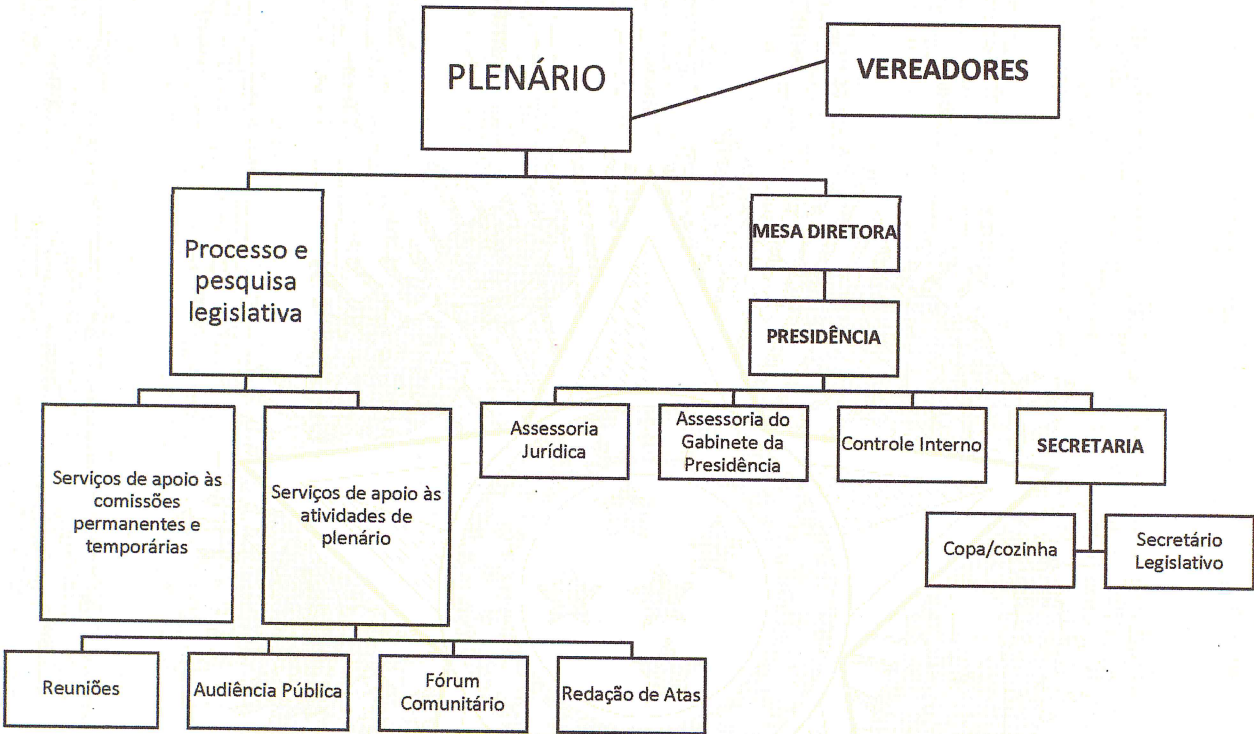 PLENÁRIO
VEREADORES
Processo e
pesquisa
legislativa
MESA DIRETORA
PRESIDÊNCIA
Serviços de apoio às
comissões
permanentes e
temporárias
Serviços de apoio às
atividades de
plenário
Assessoria
Jurídica
Assessoria do
Gabinete da
Presidência
Controle Interno
SECRETARIA
Copa/cozinha
Secretário
Legislativo
Reuniões
Audiência Pública
Fórum
Comunitário
Redação de Atas